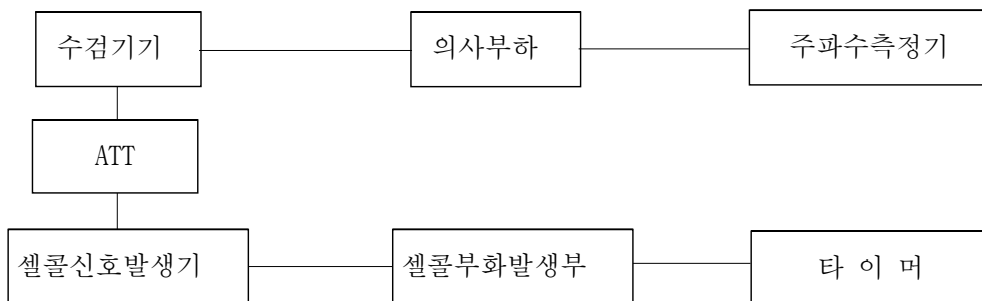 수검기기
의사부하
주파수측정기
ATT
셀콜신호발생기
셀콜부화발생부
타 이 머